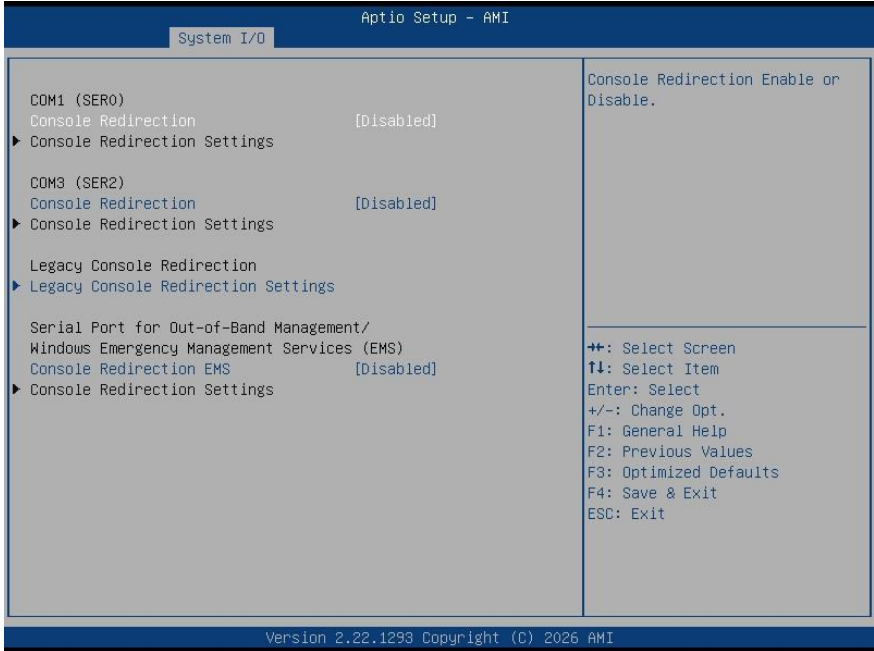 Aptio Setup - AMI
System I/O
COM1 (SER0)
Console Redirection [Disabled]
▶ Console Redirection Settings
COM3 (SER2)
Console Redirection [Disabled]
▶ Console Redirection Settings
Legacy Console Redirection
▶ Legacy Console Redirection Settings
Serial Port for Out-of-Band Management/
Windows Emergency Management Services (EMS)
Console Redirection EMS [Disabled]
▶ Console Redirection Settings
Console Redirection Enable or
Disable.
→←: Select Screen
↑↓: Select Item
Enter: Select
+/-: Change Opt.
F1: General Help
F2: Previous Values
F3: Optimized Defaults
F4: Save & Exit
ESC: Exit
Version 2.22.1293 Copyright (C) 2026 AMI